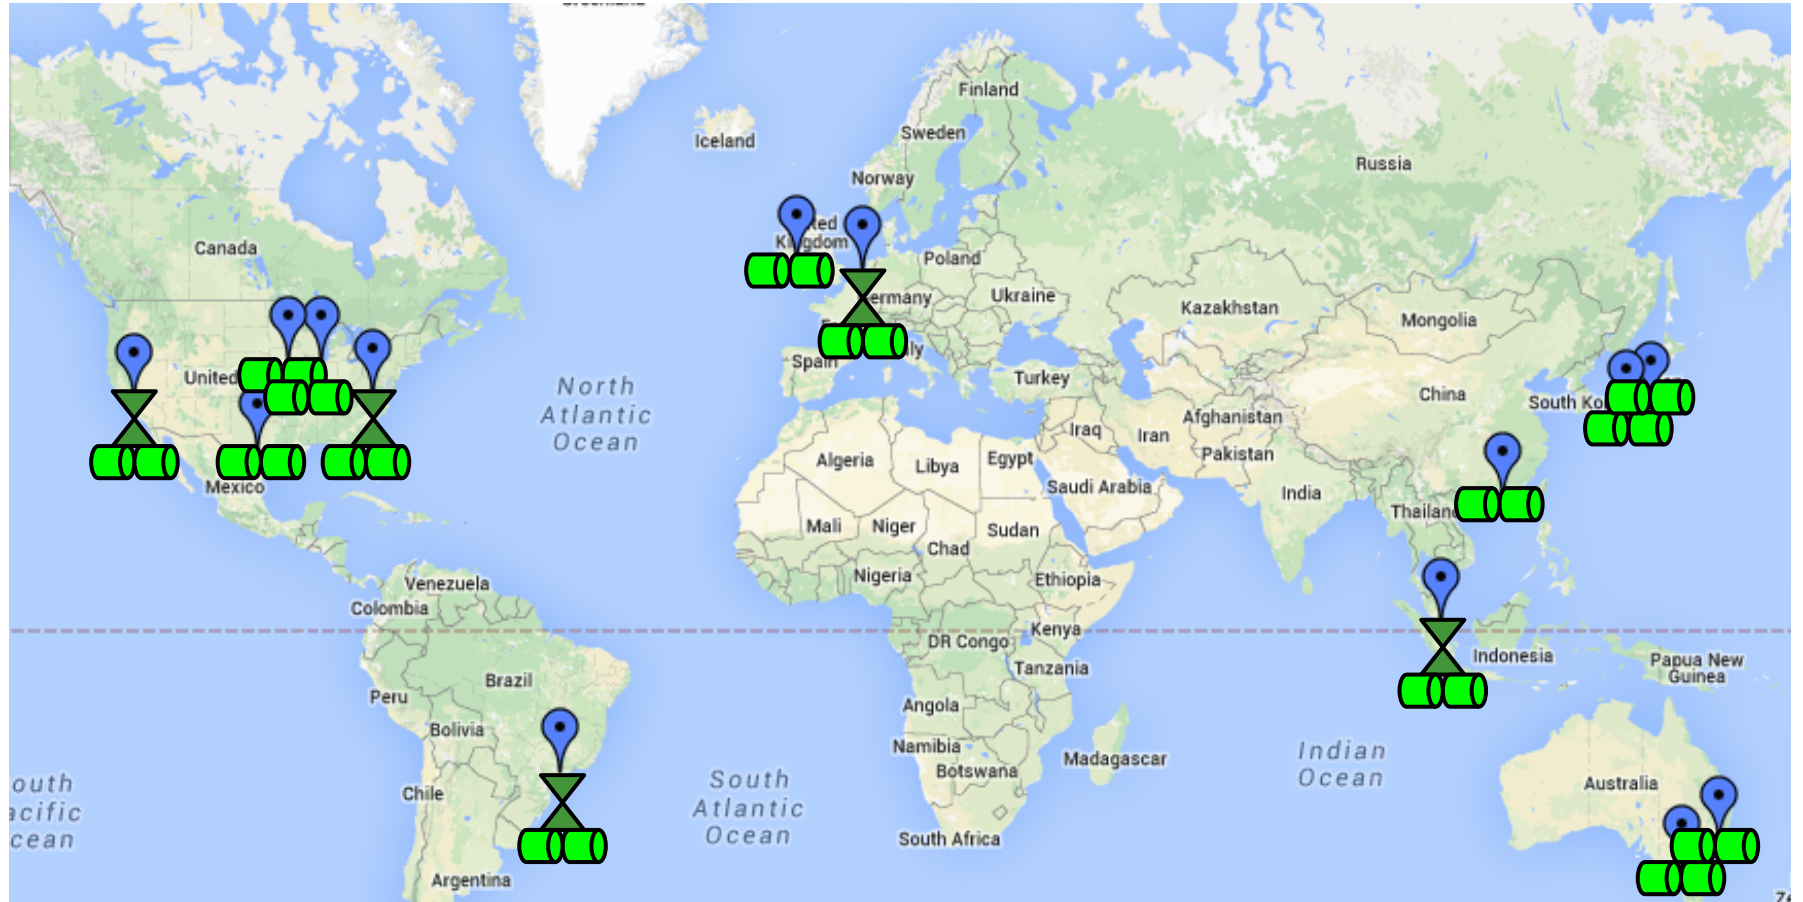 Greenland
Finland
Iceland
Sweden
Russia
Norway
Kingdom
Canada
Poland
Ukraine
Kazakhstan
Mongolia
Spain
United
Turkey
China
North
Atlantic
Ocean
Afghanistan
Iraq
Iran
Pakistan
Algeria
Libya
Egypt
Saudi Arabia
India
Mexico
Mali
Niger
Sudan
Chad
Nigeria
Ethiopia
Venezuela
Colombia
DR Congo
Kenya
Tanzania
Indonesia
Papua New
Guinea
Brazil
Peru
Angola
Bolivia
Namibia
Botswana
Madagascar
Indian
Ocean
Chile
South
Atlantic
Ocean
Australia
South Africa
Argentina